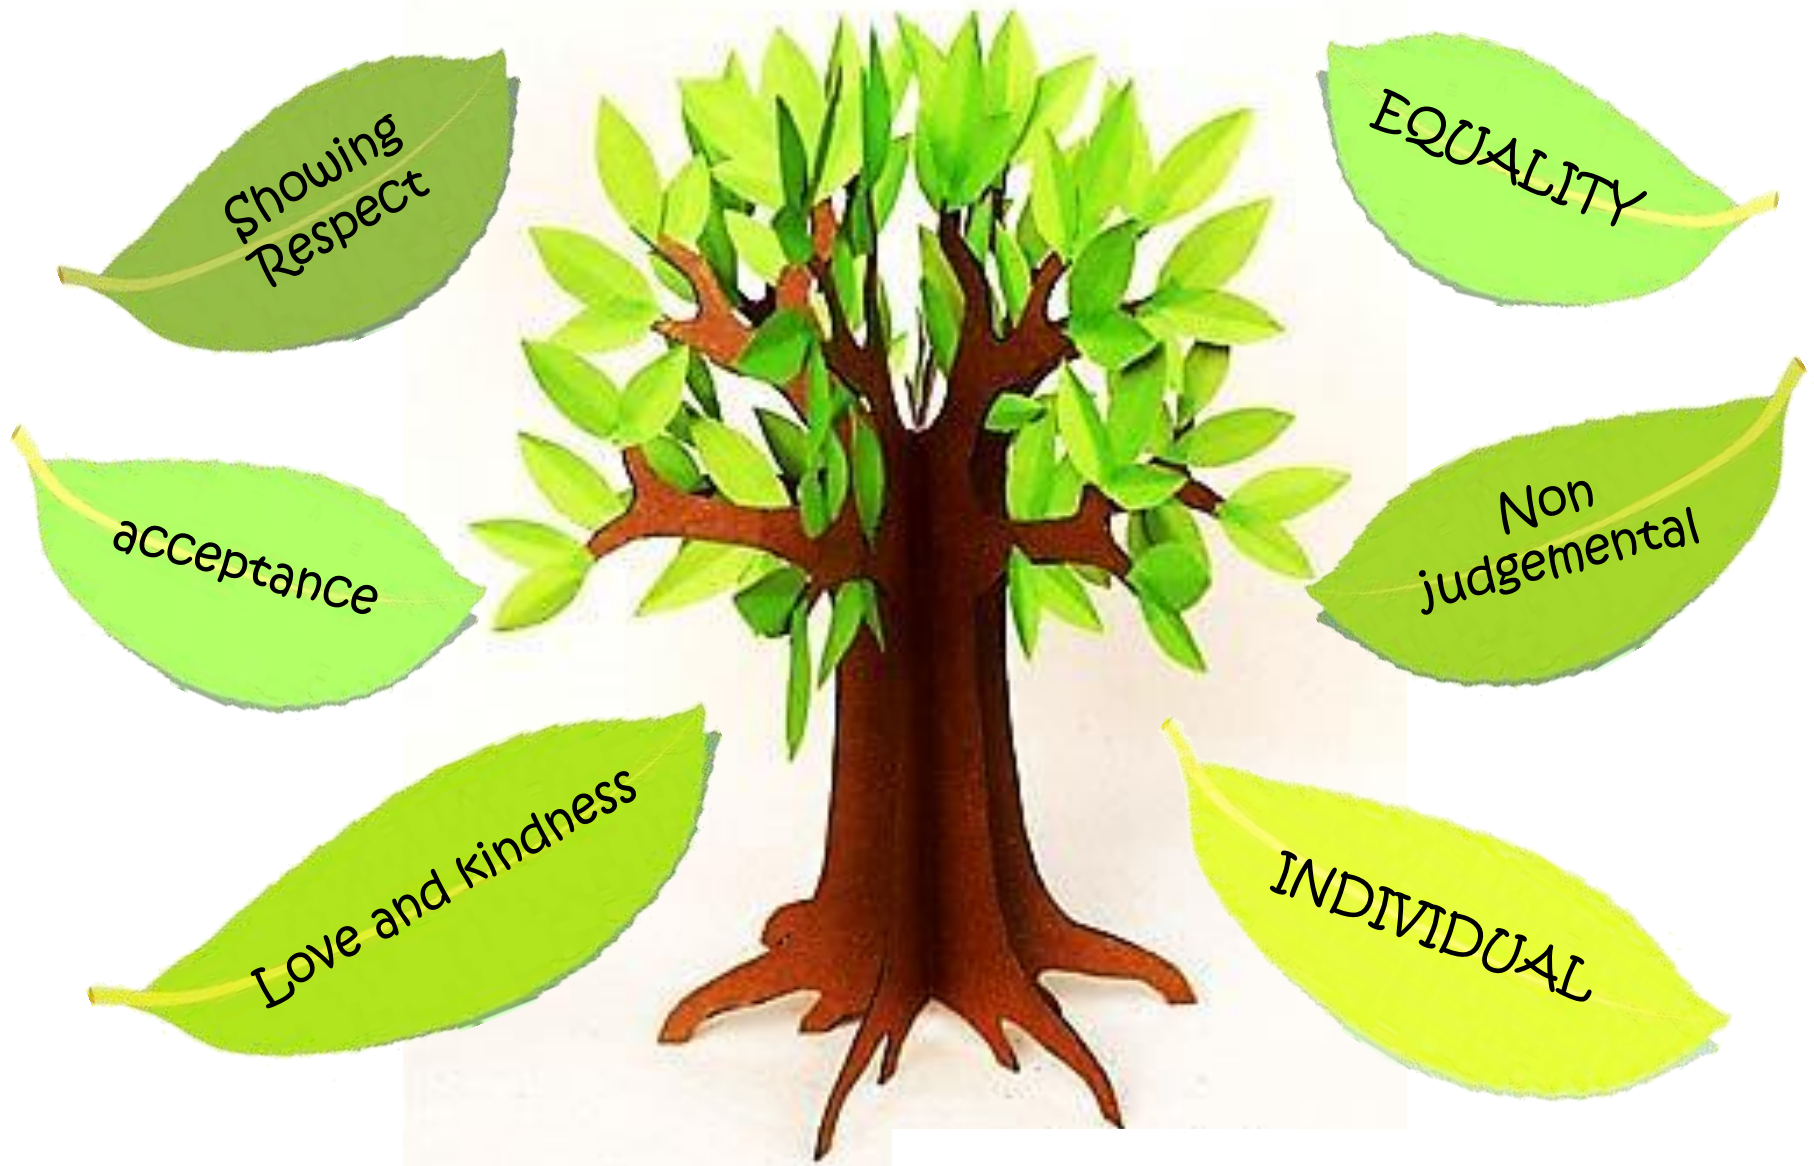 Showing
Respect
EQUALITY
acceptance
Non
judgemental
Love and kindness
INDIVIDUAL